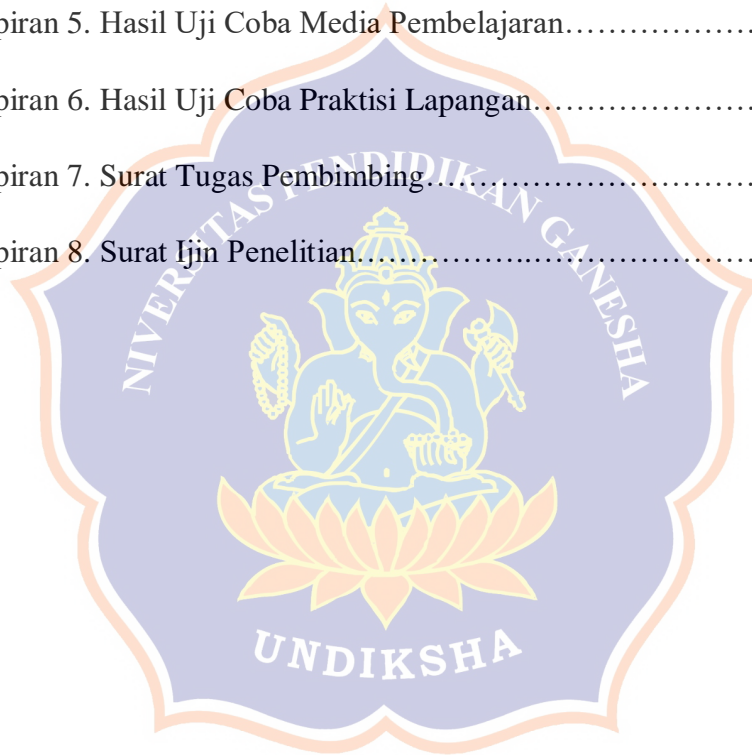 piran 5. Hasil Uji Coba Media Pembelajaran…………………
piran 6. Hasil Uji Coba Praktisi Lapangan……………………
piran 7. Surat Tugas Pembimbing………………….…………
piran 8. Surat Ijin Penelitian……………..……………………
NIVERSITAS PENDIDIKAN GANESHA
UNDIKSHA